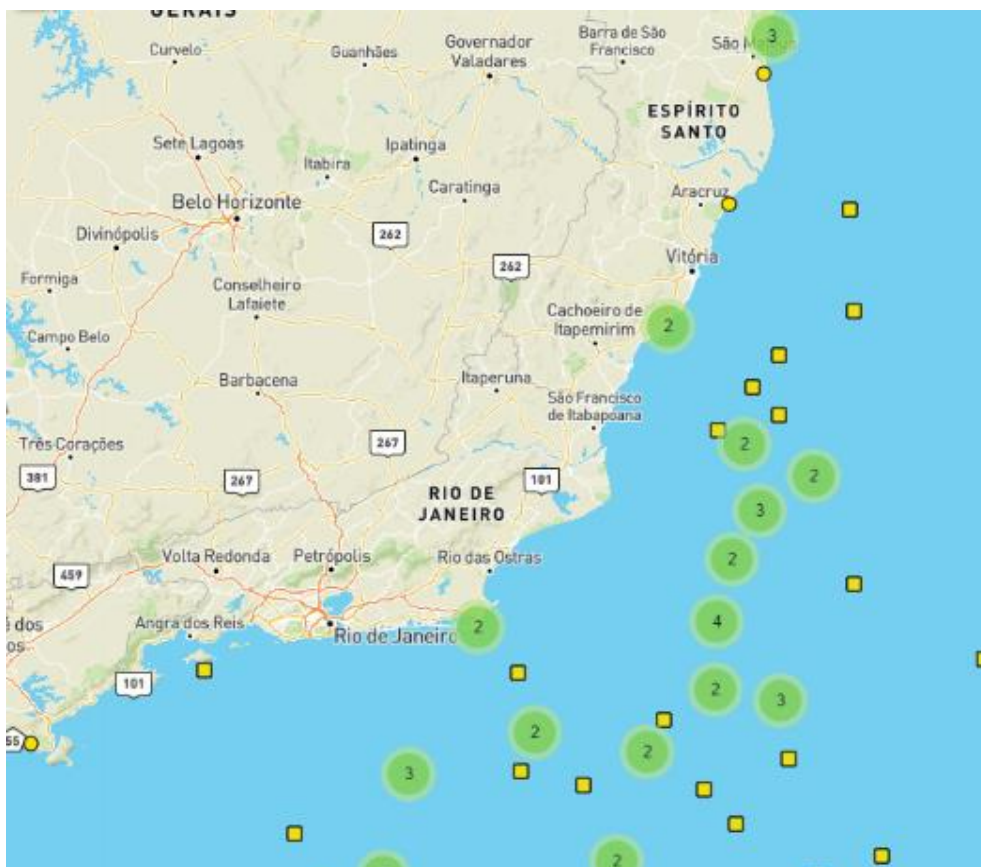 GERAIS
3
Curvelo
Guanhães
Governador
Valadares
Barra de São
Francisco
São
ESPÍRITO
SANTO
Sete Lagoas
Itabira
Ipatinga
Caratinga
Aracruz
Belo Horizonte
262
Divinópolis
262
Vitória
Formiga
Conselheiro
Lafaiete
Cachoeiro de
Itapemirim
2
Campo Belo
Barbacena
Itaperuna
São Francisco
de Itabapoana
Três Corações
267
2
381
267
101
2
RIO DE
JANEIRO
3
Volta Redonda
Petrópolis
Rio das Ostras
2
459
é dos
os
Angra dos Reis
Rio de Janeiro
2
4
101
2
3
55
2
2
3
2